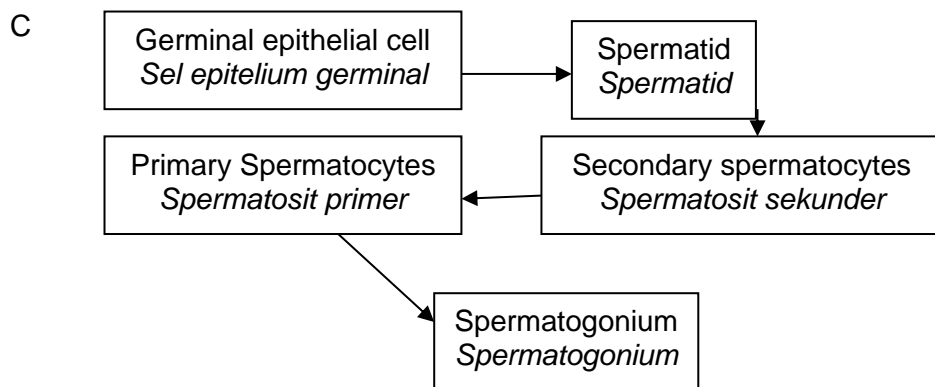 C
Germinal epithelial cell
Sel epitelium germinal
Spermatid
Spermatid
Primary Spermatocytes
Spermatosit primer
Secondary spermatocytes
Spermatosit sekunder
Spermatogonium
Spermatogonium